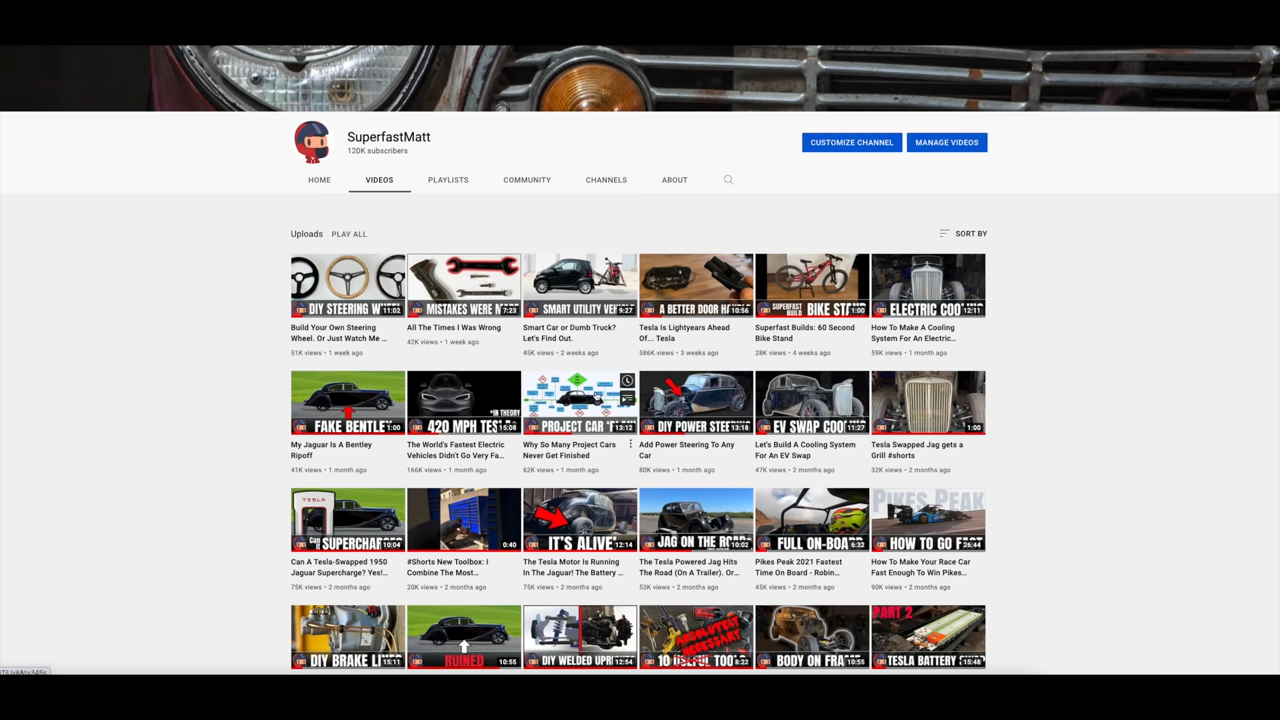 SuperfastMatt
120K subscribers
CUSTOMIZE CHANNEL
MANAGE VIDEOS
HOME
VIDEOS
PLAYLISTS
COMMUNITY
CHANNELS
ABOUT
Uploads
PLAY ALL
SORT BY
DIY STEERING
11:02
MISTAKES WERE
7:23
SMART UTILITY
9:27
A BETTER DOOR
10:56
SUPERFAST
BUILD
BIKE
1:00
ELECTRIC
12:11
Build Your Own Steering
Wheel. Or Just Watch Me ...
51K views • 1 week ago
All The Times I Was Wrong
42K views • 1 week ago
Smart Car or Dumb Truck?
Let's Find Out.
45K views • 2 weeks ago
Tesla Is Lightyears Ahead
Of... Tesla
586K views • 3 weeks ago
Superfast Builds: 60 Second
Bike Stand
28K views • 4 weeks ago
How To Make A Cooling
System For An Electric...
59K views • 1 month ago
FAKE BENTLEY
1:00
*IN THEORY
420 MPH
15:08
PROJECT CAR
13:12
DIY POWER
13:18
EV SWAP
11:27
1:00
My Jaguar Is A Bentley
Ripoff
41K views • 1 month ago
The World's Fastest Electric
Vehicles Didn't Go Very Fa...
166K views • 1 month ago
Why So Many Project Cars
Never Get Finished
62K views • 1 month ago
Add Power Steering To Any
Car
80K views • 1 month ago
Let's Build A Cooling System
For An EV Swap
47K views • 2 months ago
Tesla Swapped Jag gets a
Grill #shorts
32K views • 2 months ago
TESLA
10:04
0:40
IT'S ALIVE!
12:14
JAG ON THE
10:02
FULL ON-BOARD
6:32
PIKES PEAK
HOW TO GO
26:44
Can A Tesla-Swapped 1950
Jaguar Supercharge? Yes!...
75K views • 2 months ago
#Shorts New Toolbox: I
Combine The Most...
20K views • 2 months ago
The Tesla Motor Is Running
In The Jaguar! The Battery ...
75K views • 2 months ago
The Tesla Powered Jag Hits
The Road (On A Trailer). Or...
53K views • 2 months ago
Pikes Peak 2021 Fastest
Time On Board - Robin...
45K views • 2 months ago
How To Make Your Race Car
Fast Enough To Win Pikes...
90K views • 2 months ago
DIY BRAKE
15:11
RUINED
10:55
DIY WELDED
12:54
ABSOLUTELY
NECESSARY
10 USEFUL
8:22
BODY ON
10:55
PART 2
TESLA BATTERY
15:48